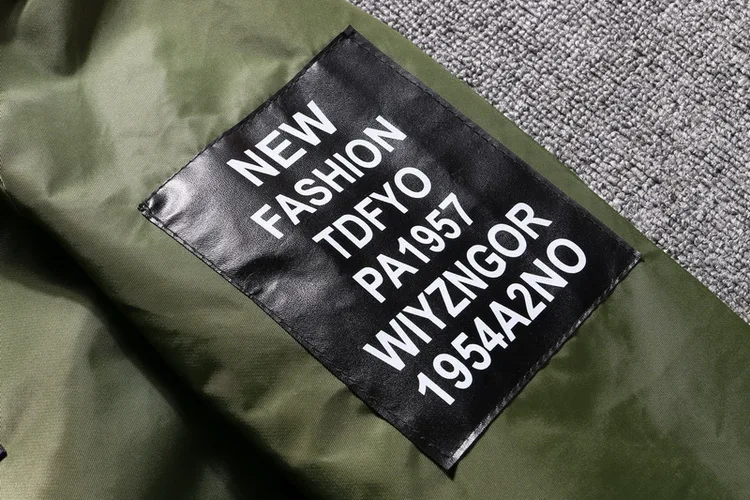 NEW
FASHION
TDFYO
PA1957
WIYZNGOR
1954A2NO